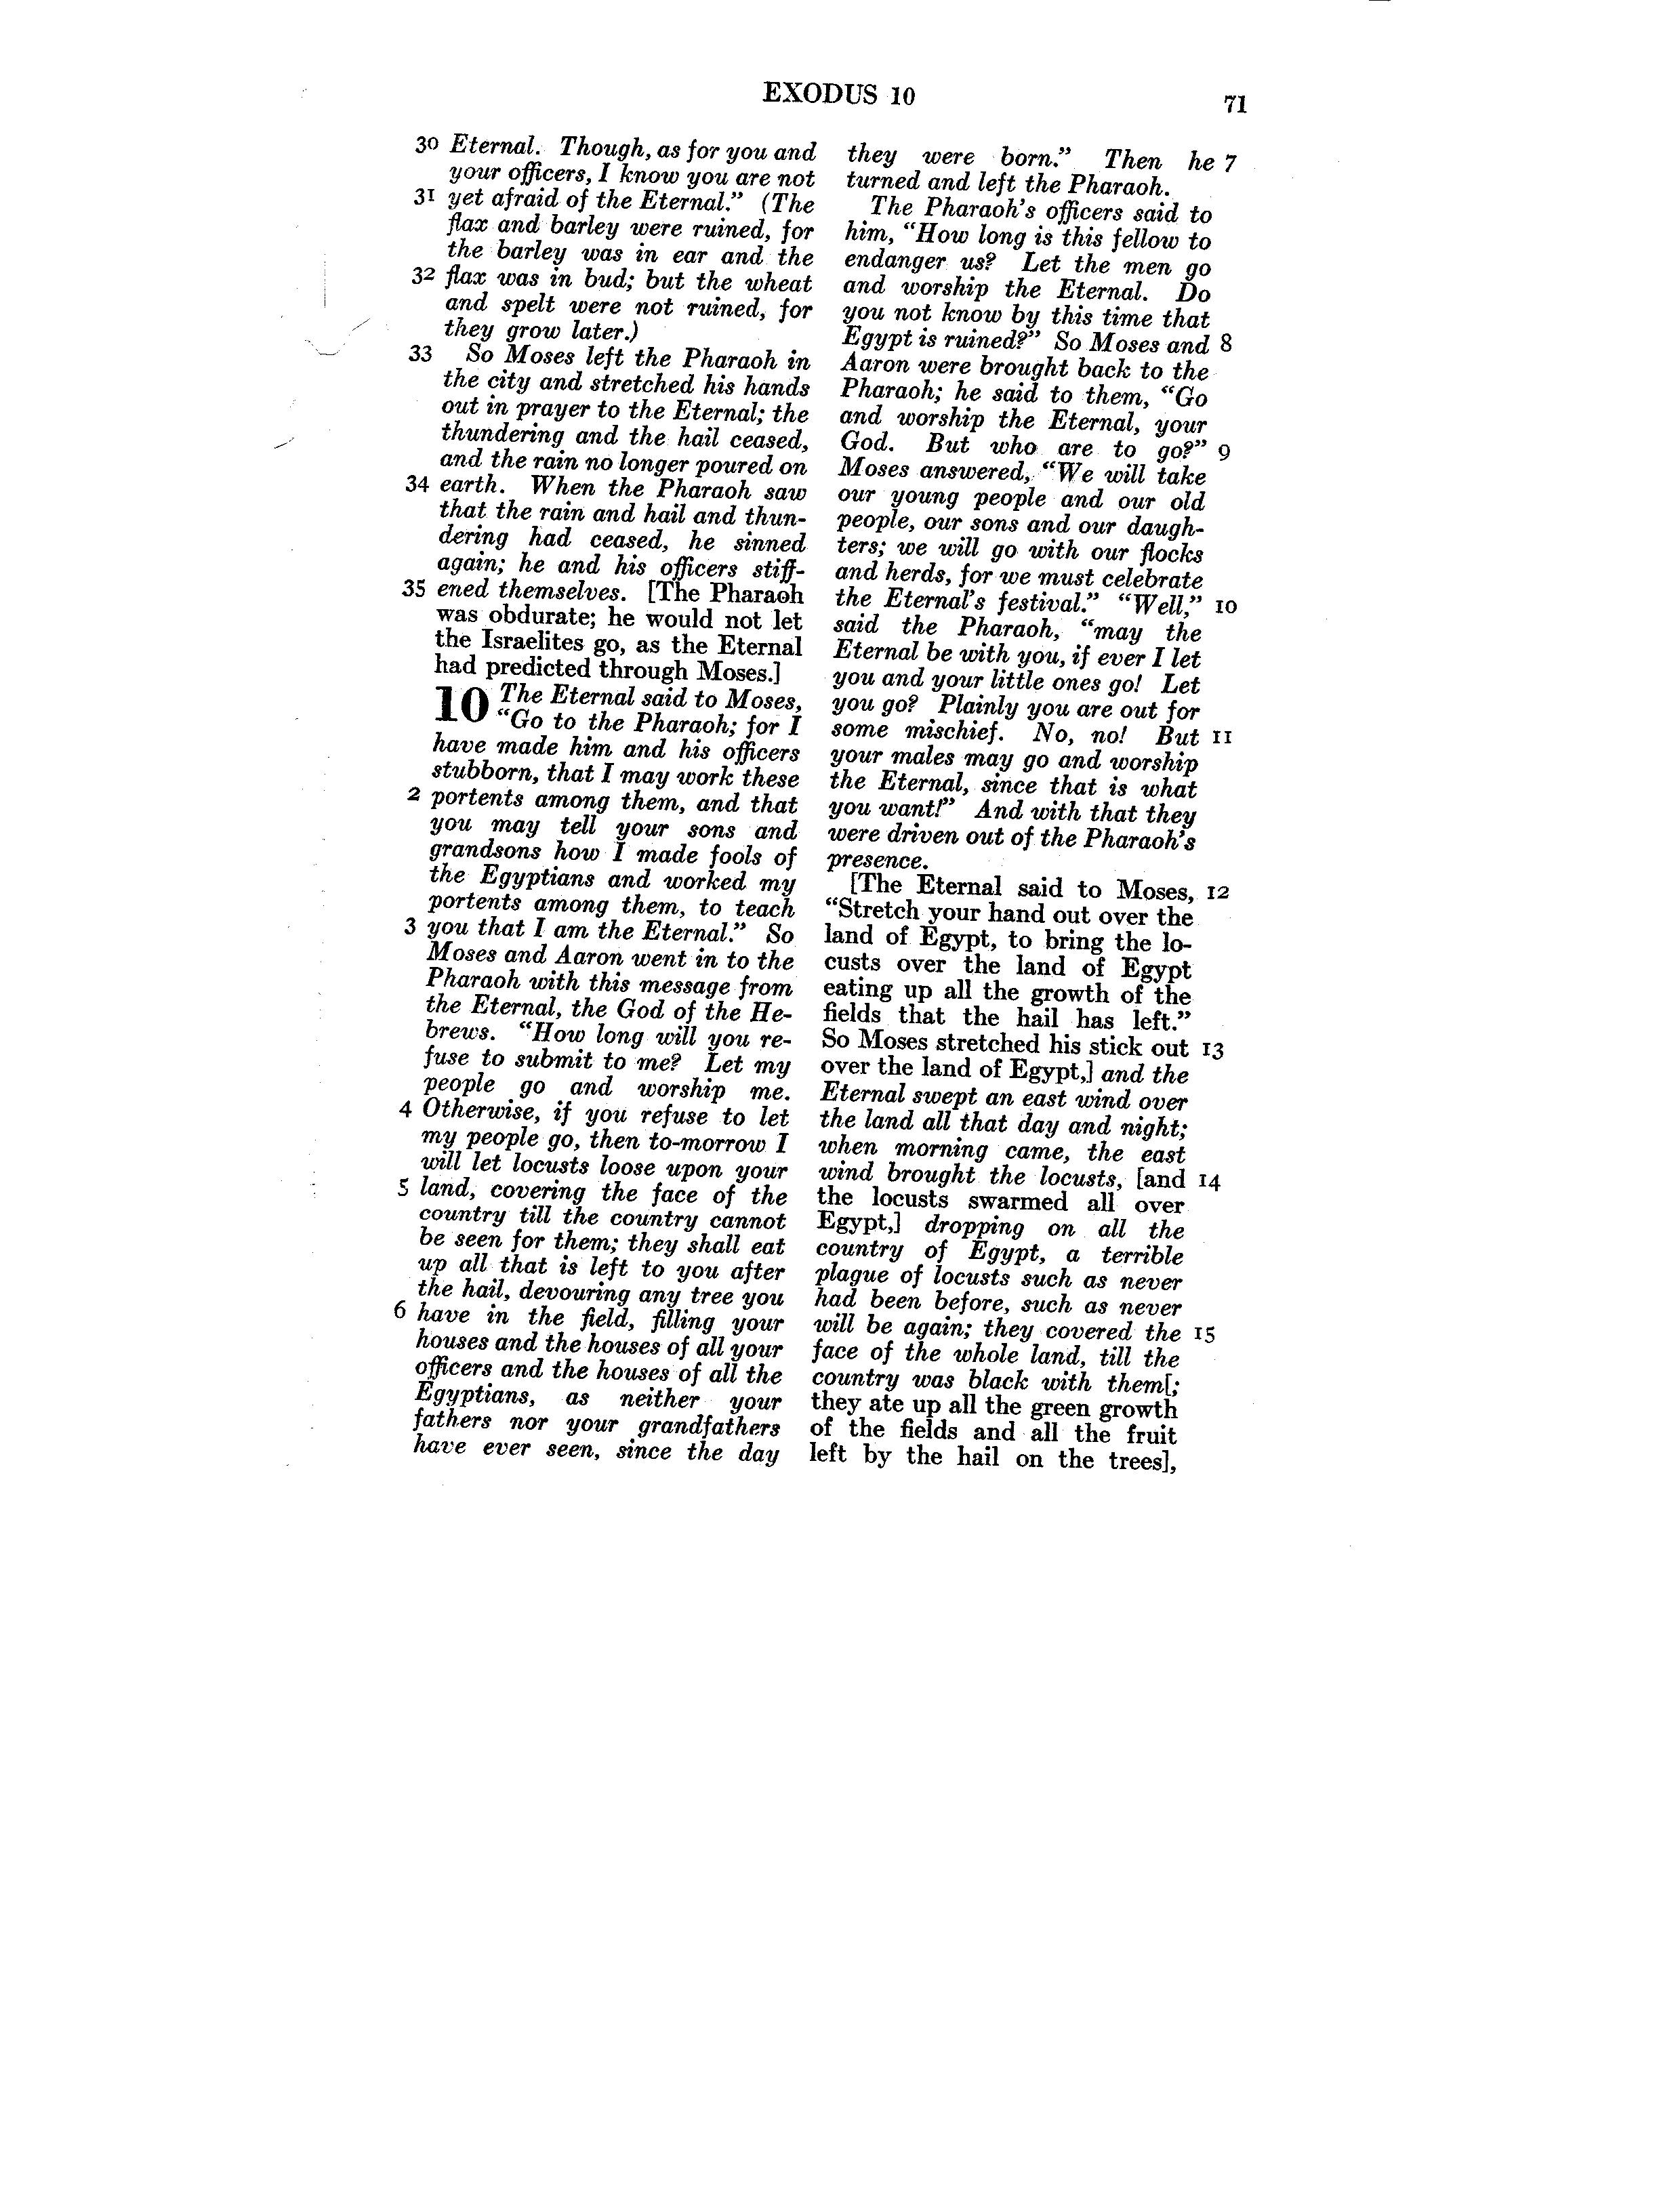 EXODUS 10
71
30 Eternal. Though, as for you and
your officers, I know you are not
31 yet afraid of the Eternal.” (The
flax and barley were ruined, for
the barley was in ear and the
32 flax was in bud; but the wheat
and spelt were not ruined, for
they grow later.)
33 So Moses left the Pharaoh in
the city and stretched his hands
out in prayer to the Eternal; the
thundering and the hail ceased,
and the rain no longer poured on
34 earth. When the Pharaoh saw
that the rain and hail and thun-
dering had ceased, he sinned
again; he and his officers stiff-
35 ened themselves. [The Pharaoh
was obdurate; he would not let
the Israelites go, as the Eternal
had predicted through Moses.]
10 The Eternal said to Moses,
“Go to the Pharaoh; for I
have made him and his officers
stubborn, that I may work these
2 portents among them, and that
you may tell your sons and
grandsons how I made fools of
the Egyptians and worked my
portents among them, to teach
3 you that I am the Eternal.” So
Moses and Aaron went in to the
Pharaoh with this message from
the Eternal, the God of the He-
brews. “How long will you re-
fuse to submit to me? Let my
people go and worship me.
4 Otherwise, if you refuse to let
my people go, then to-morrow I
will let locusts loose upon your
5 land, covering the face of the
country till the country cannot
be seen for them; they shall eat
up all that is left to you after
the hail, devouring any tree you
6 have in the field, filling your
houses and the houses of all your
officers and the houses of all the
Egyptians, as neither your
fathers nor your grandfathers
have ever seen, since the day
they were born.” Then he 7
turned and left the Pharaoh.
The Pharaoh's officers said to
him, “How long is this fellow to
endanger us? Let the men go
and worship the Eternal. Do
you not know by this time that
Egypt is ruined?” So Moses and 8
Aaron were brought back to the
Pharaoh; he said to them, “Go
and worship the Eternal, your
God. But who are to go?” 9
Moses answered, “We will take
our young people and our old
people, our sons and our daugh-
ters; we will go with our flocks
and herds, for we must celebrate
the Eternal's festival.” “Well,” 10
said the Pharaoh, “may the
Eternal be with you, if ever I let
you and your little ones go! Let
you go? Plainly you are out for
some mischief. No, no! But 11
your males may go and worship
the Eternal, since that is what
you want!” And with that they
were driven out of the Pharaoh's
presence.
[The Eternal said to Moses, 12
“Stretch your hand out over the
land of Egypt, to bring the lo-
custs over the land of Egypt
eating up all the growth of the
fields that the hail has left.”
So Moses stretched his stick out 13
over the land of Egypt,] and the
Eternal swept an east wind over
the land all that day and night;
when morning came, the east
wind brought the locusts, [and 14
the locusts swarmed all over
Egypt,] dropping on all the
country of Egypt, a terrible
plague of locusts such as never
had been before, such as never
will be again; they covered the 15
face of the whole land, till the
country was black with them[;
they ate up all the green growth
of the fields and all the fruit
left by the hail on the trees],